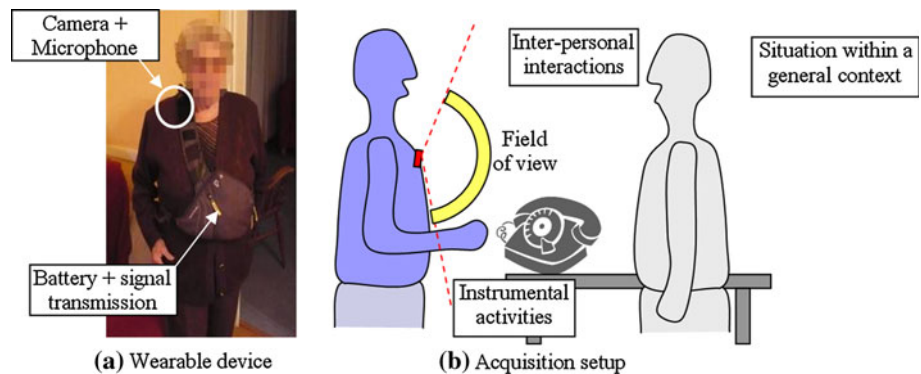 Camera +
Microphone
Battery + signal
transmission
(a) Wearable device
Inter-personal
interactions
Situation within a
general context
Field
of view
Instrumental
activities
(b) Acquisition setup